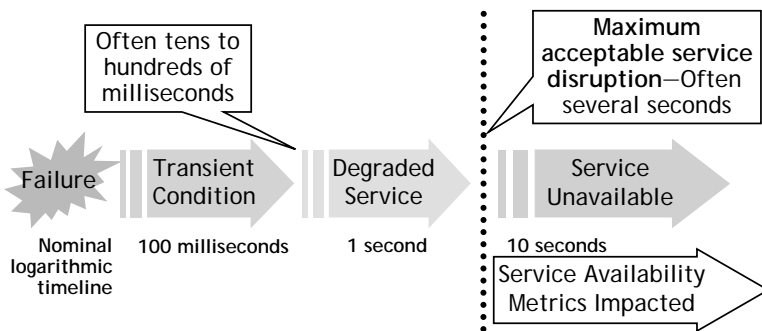 Often tens to
hundreds of
milliseconds
Maximum
acceptable service
disruption—Often
several seconds
Failure
Transient
Condition
Degraded
Service
Service
Unavailable
Nominal
logarithmic
timeline
100 milliseconds
1 second
10 seconds
Service Availability
Metrics Impacted